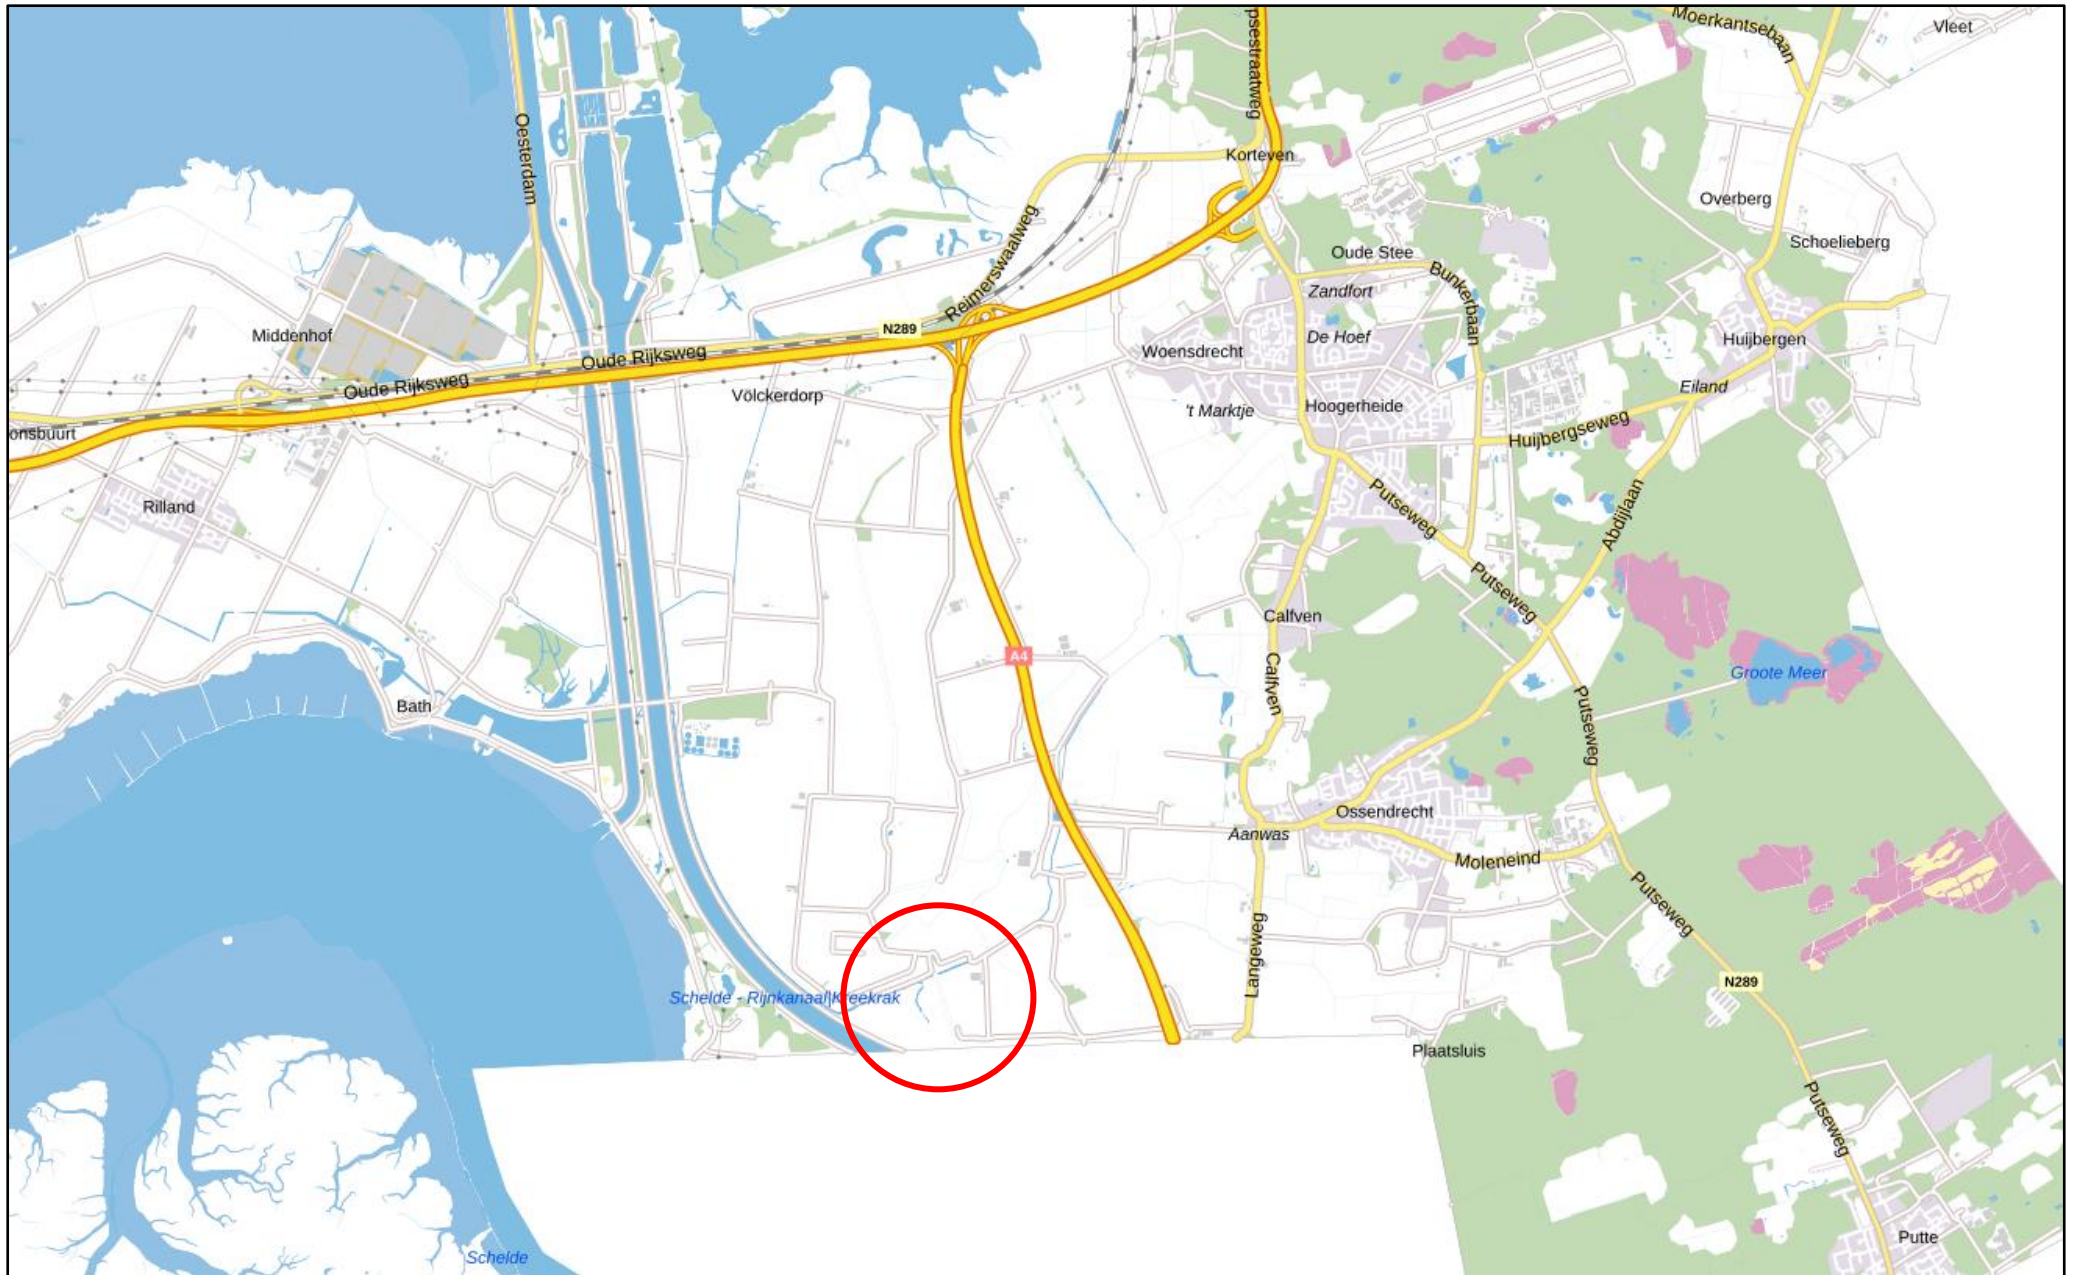 Moerkantsebaan
Vleet
psestraatweg
Oesterdam
Korteven
Overberg
Schoelieberg
Reimerswaalweg
Oude Stee
Bunkerbaan
Zandfort
N289
Middenhof
De Hoef
Huijbergen
Oude Rijksweg
Woensdrecht
Oude Rijksweg
Eiland
Völckerdorp
't Marktje
Hoogerheide
Huijbergseweg
onsbuurt
Rilland
Putseweg
Abdijlaan
Putseweg
Calfven
A4
Groote Meer
Calfven
Bath
Putseweg
Ossendrecht
Aanwas
Moleneind
Putseweg
Langeweg
N289
Schelde - Rijnkanaal|Kreekrak
Plaatsluis
Putseweg
Putte
Schelde